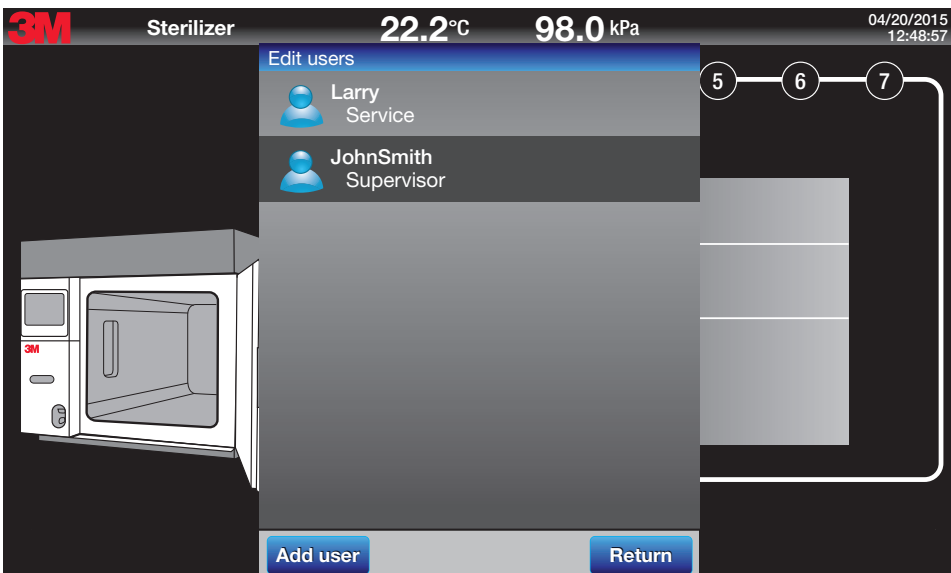 3M Sterilizer 22.2°C 98.0 kPa 04/20/2015
12:48:57
Edit users
Larry
Service
JohnSmith
Supervisor
5 6 7
3M
Add user Return